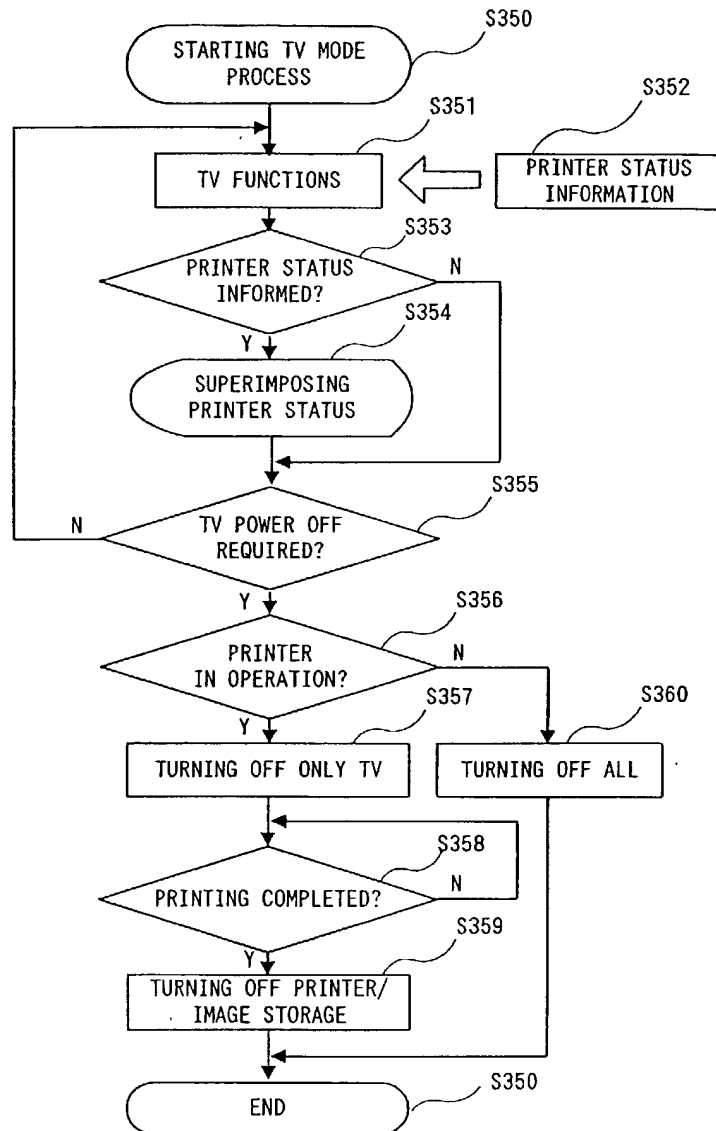 S350
STARTING TV MODE
PROCESS
S351
S352
TV FUNCTIONS
PRINTER STATUS
INFORMATION
S353
PRINTER STATUS
INFORMED?
N
Y
S354
SUPERIMPOSING
PRINTER STATUS
S355
TV POWER OFF
REQUIRED?
N
Y
S356
PRINTER
IN OPERATION?
N
Y
S357
S360
TURNING OFF ONLY TV
TURNING OFF ALL
S358
PRINTING COMPLETED?
N
Y
S359
TURNING OFF PRINTER/
IMAGE STORAGE
S350
END